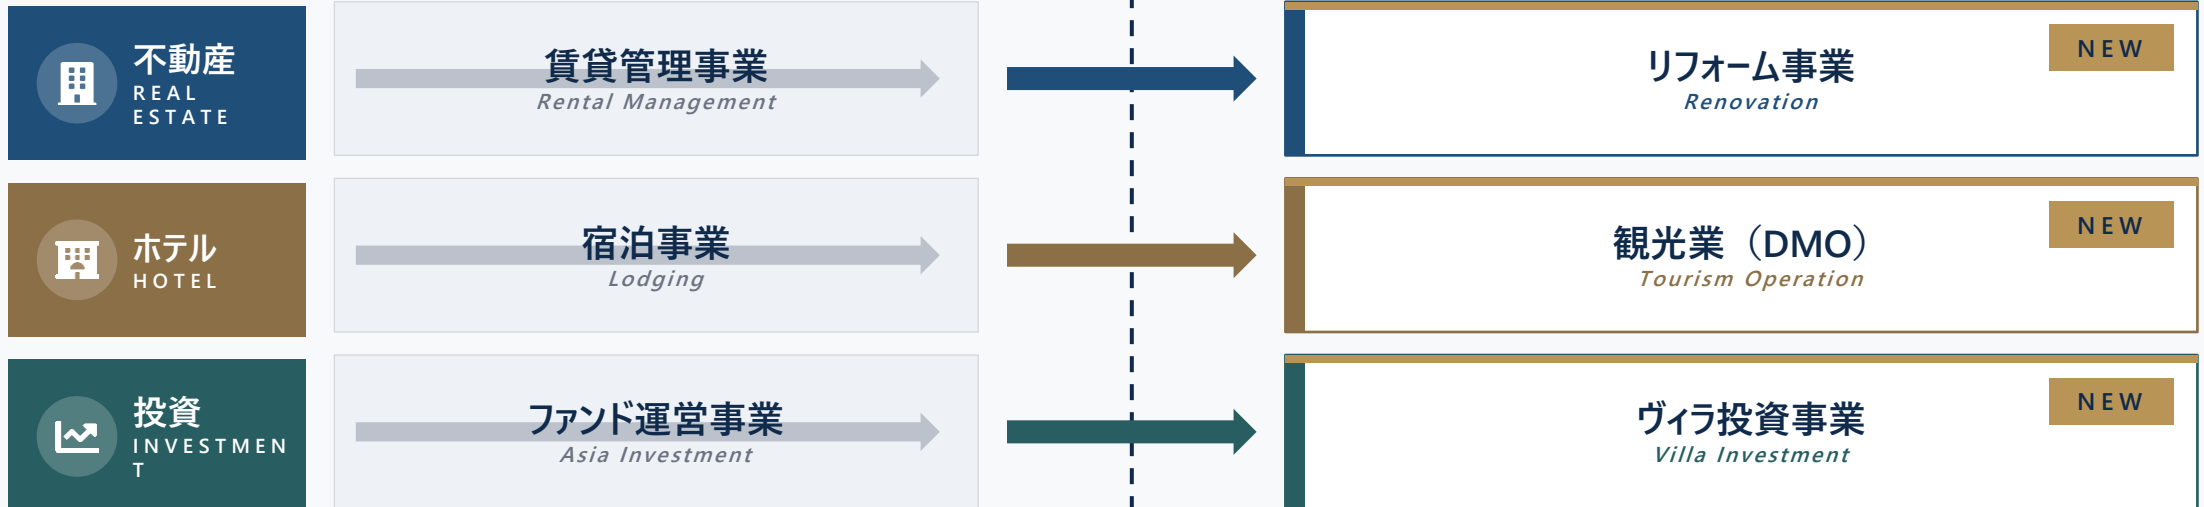 不動産
REAL
ESTATE
賃貸管理事業
Rental Management
リフォーム事業
Renovation
NEW
ホテル
HOTEL
宿泊事業
Lodging
観光業（DMO）
Tourism Operation
NEW
投資
INVESTMEN
T
ファンド運営事業
Asia Investment
ヴィラ投資事業
Villa Investment
NEW